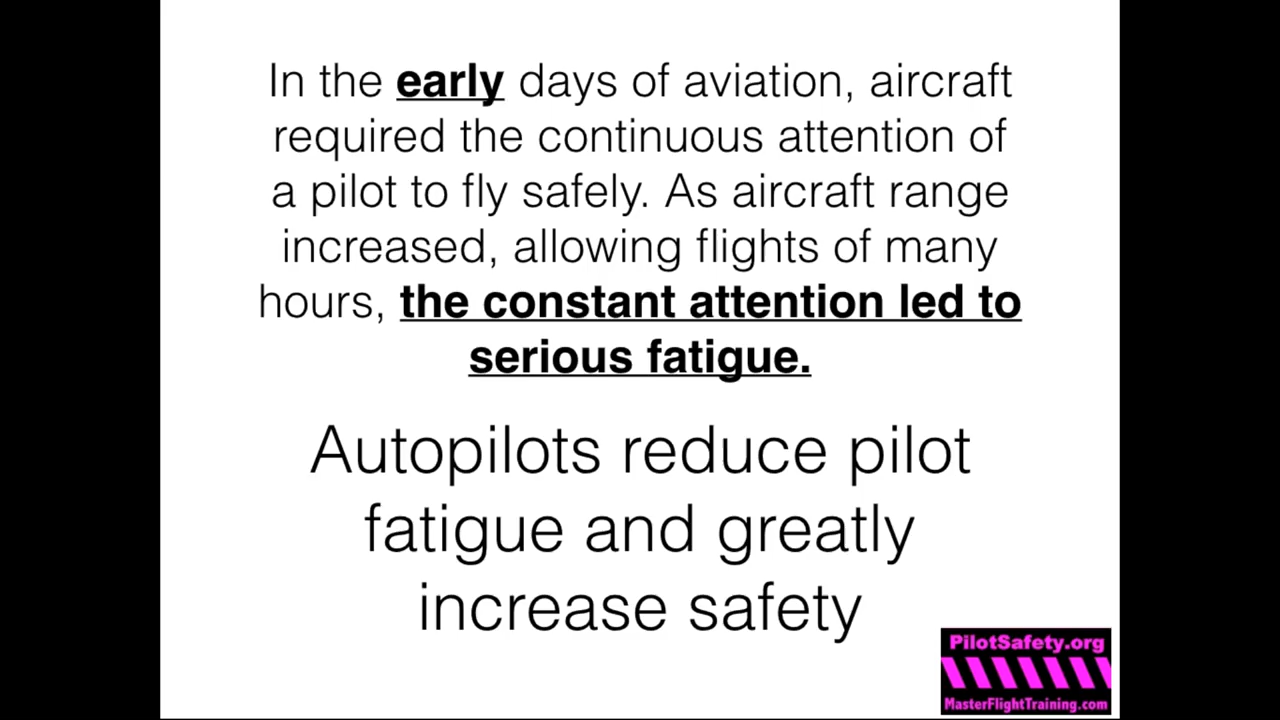 In the early days of aviation, aircraft
required the continuous attention of
a pilot to fly safely. As aircraft range
increased, allowing flights of many
hours, the constant attention led to
serious fatigue.
Autopilots reduce pilot
fatigue and greatly
increase safety
PilotSafety.org
MasterFlightTraining.com